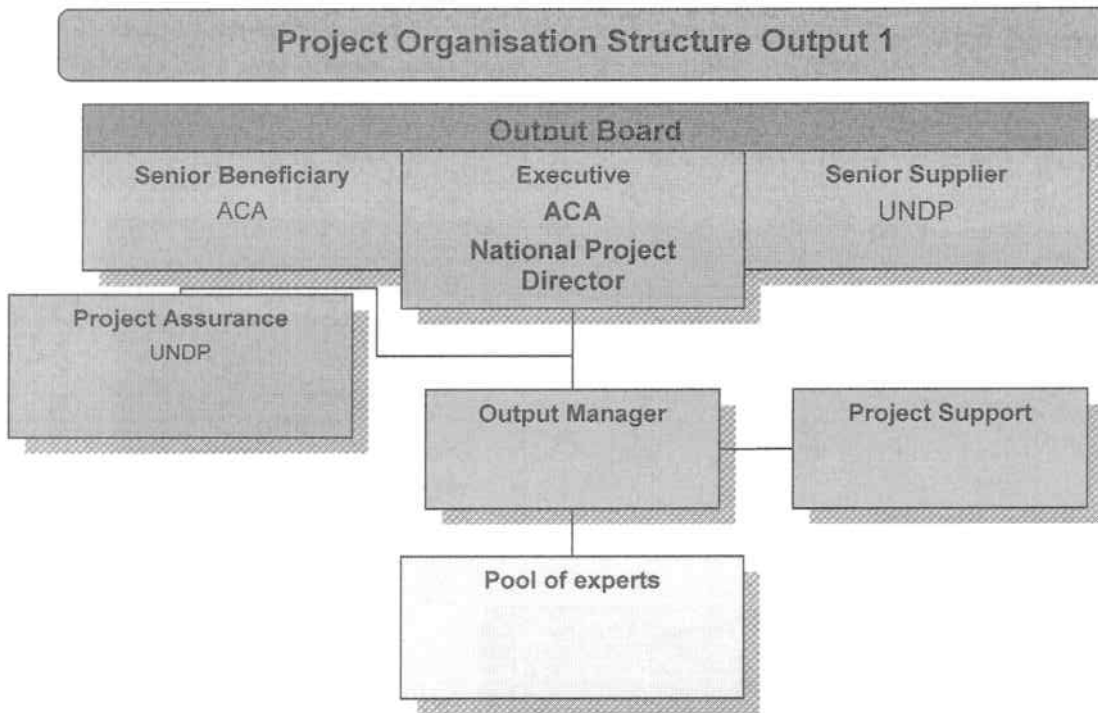 Project Organisation Structure Output 1
Output Board
Senior Beneficiary
ACA
Executive
ACA
National Project
Director
Senior Supplier
UNDP
Project Assurance
UNDP
Output Manager
Project Support
Pool of experts